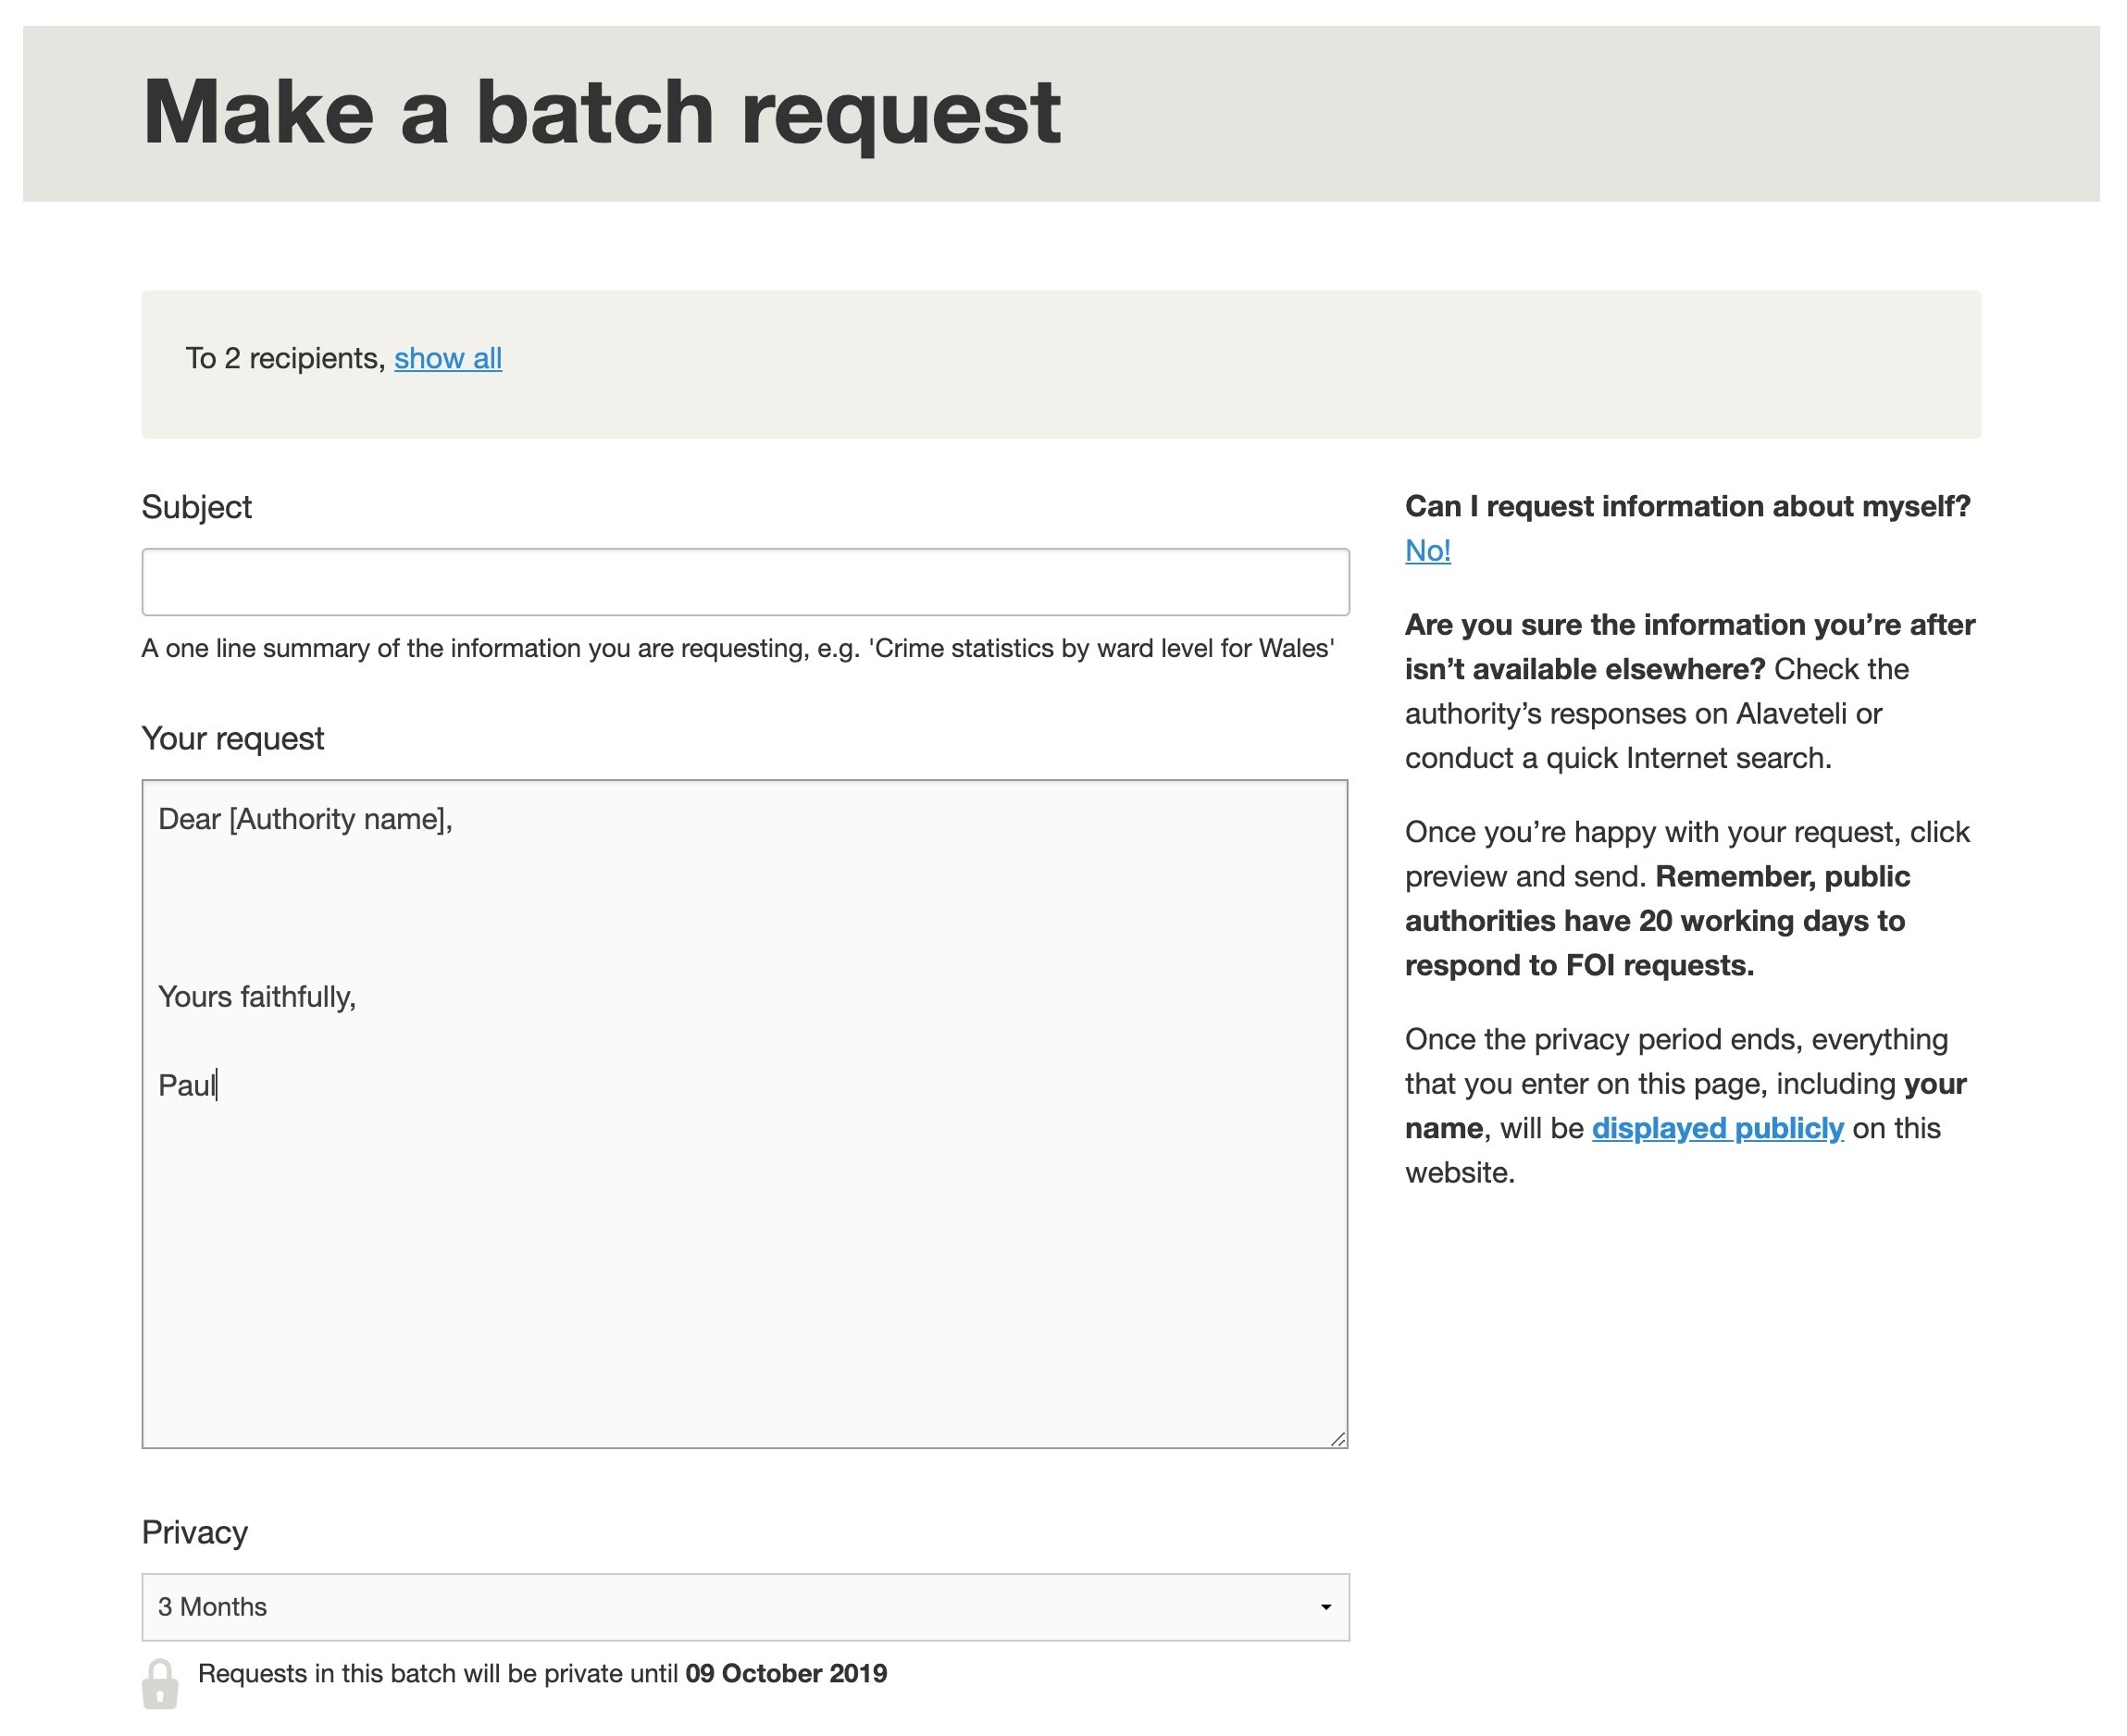 Make a batch request
To 2 recipients, show all
Subject
A one line summary of the information you are requesting, e.g. 'Crime statistics by ward level for Wales'
Your request
Dear [Authority name],
Yours faithfully,
Paul
Privacy
3 Months
Requests in this batch will be private until 09 October 2019
Can I request information about myself?
No!
Are you sure the information you’re after
isn’t available elsewhere? Check the
authority’s responses on Alaveteli or
conduct a quick Internet search.
Once you’re happy with your request, click
preview and send. Remember, public
authorities have 20 working days to
respond to FOI requests.
Once the privacy period ends, everything
that you enter on this page, including your
name, will be displayed publicly on this
website.